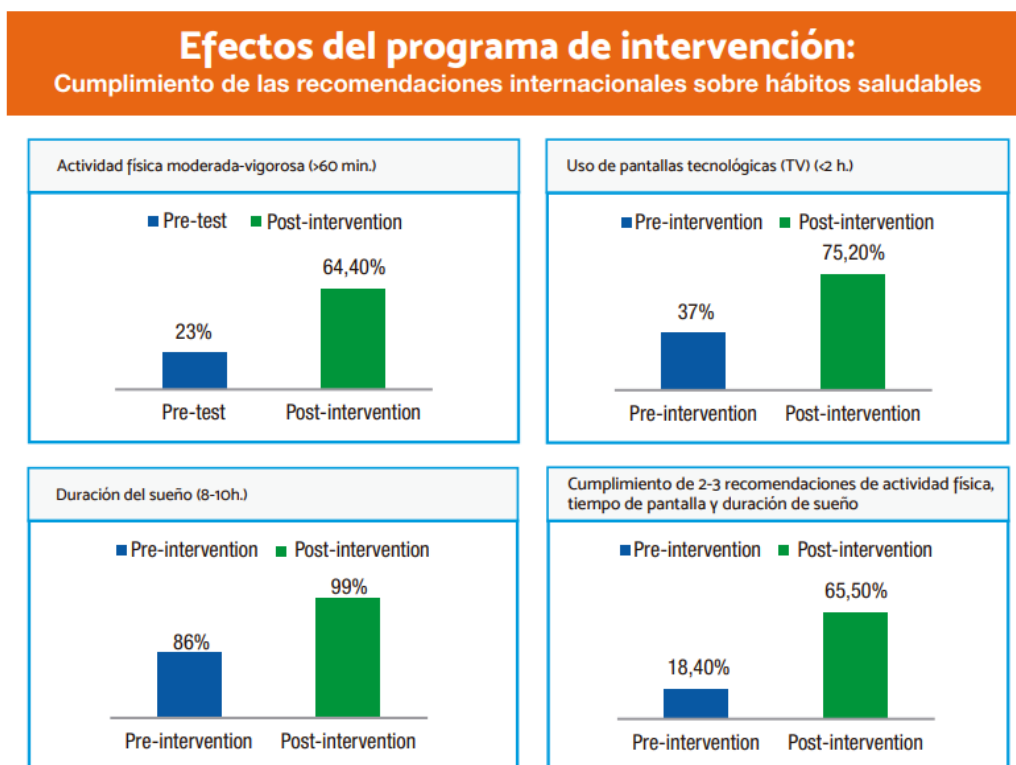 Efectos del programa de intervención:
Cumplimiento de las recomendaciones internacionales sobre hábitos saludables
Actividad física moderada-vigorosa (>60 min.)
Pre-test Post-intervention
64,40%
23%
Pre-test Post-intervention
Uso de pantallas tecnológicas (TV) (<2 h.)
Pre-intervention Post-intervention
75,20%
37%
Pre-intervention Post-intervention
Duración del sueño (8-10h.)
Pre-intervention Post-intervention
99%
86%
Pre-intervention Post-intervention
Cumplimiento de 2-3 recomendaciones de actividad física,
tiempo de pantalla y duración de sueño
Pre-intervention Post-intervention
65,50%
18,40%
Pre-intervention Post-intervention